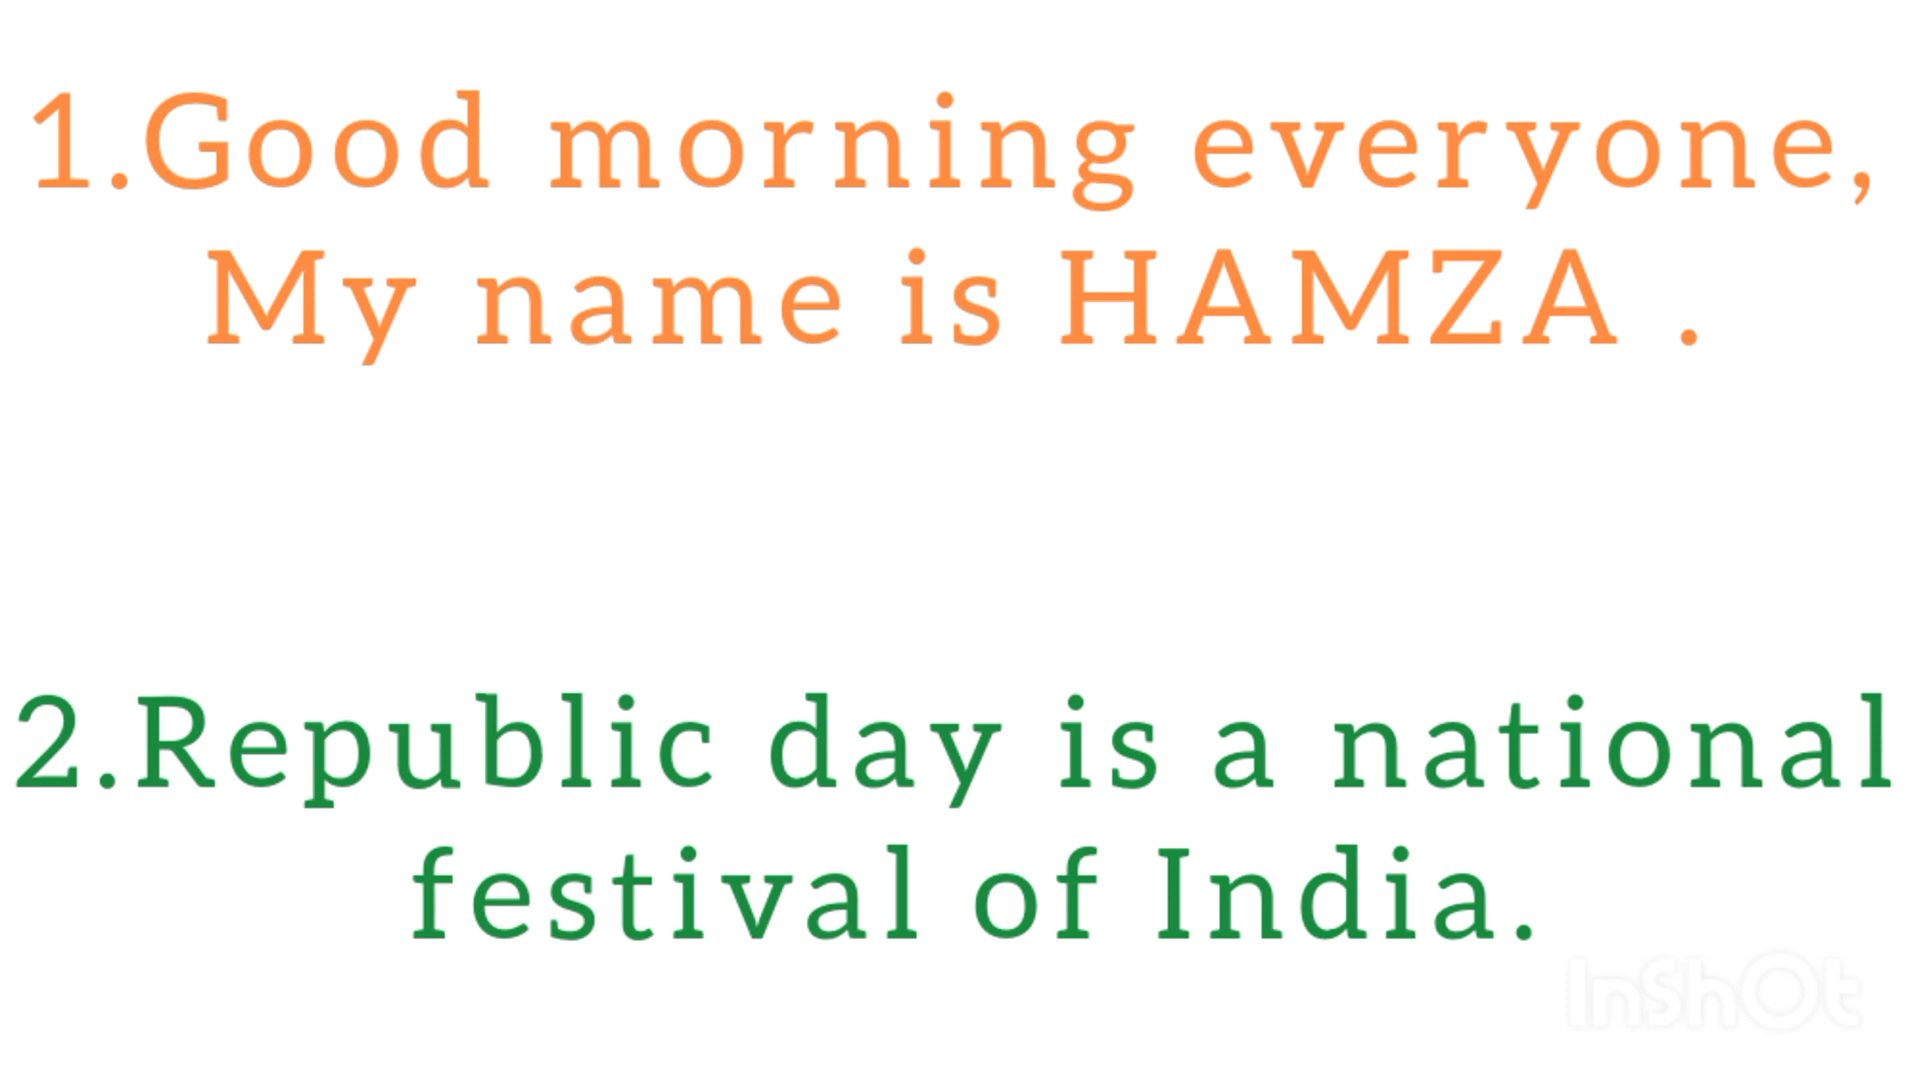 1.Good morning everyone,
My name is HAMZA .
2.Republic day is a national
festival of India.
InShOt